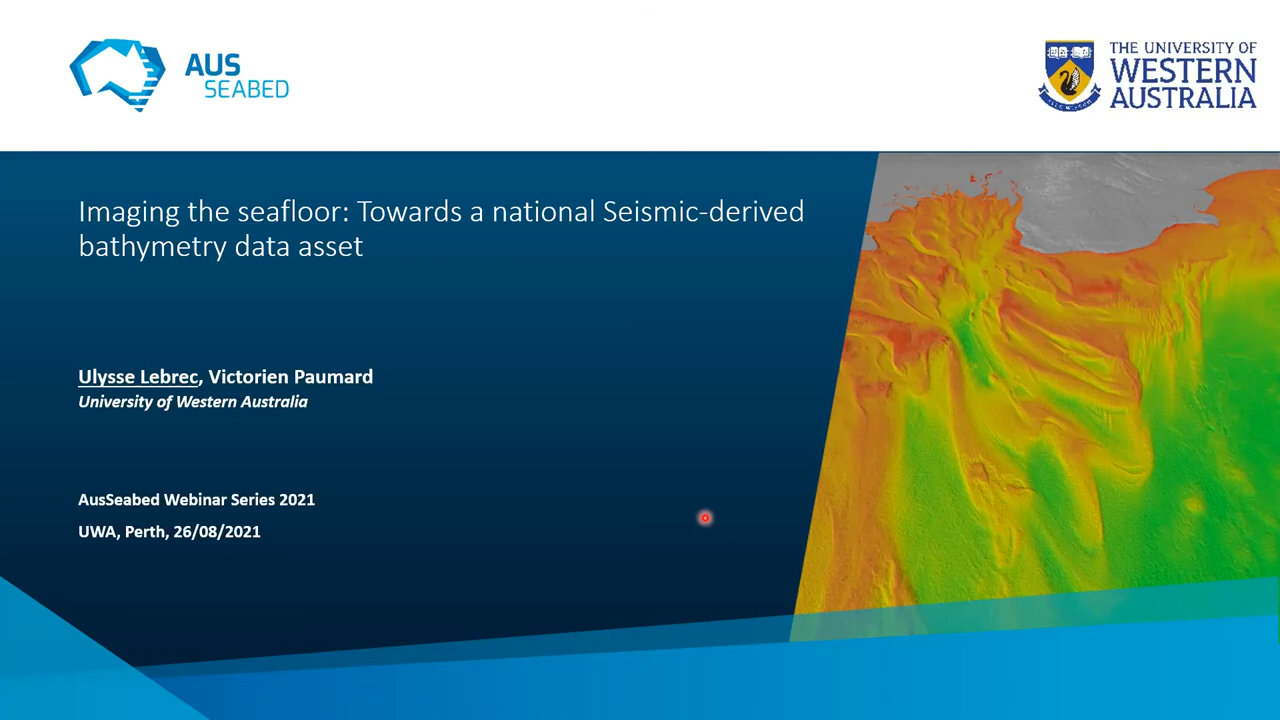 AUS
SEABED
THE UNIVERSITY OF
WESTERN
AUSTRALIA
Imaging the seafloor: Towards a national Seismic-derived
bathymetry data asset
Ulysse Lebrec, Victorien Paumard
University of Western Australia
AusSeabed Webinar Series 2021
UWA, Perth, 26/08/2021